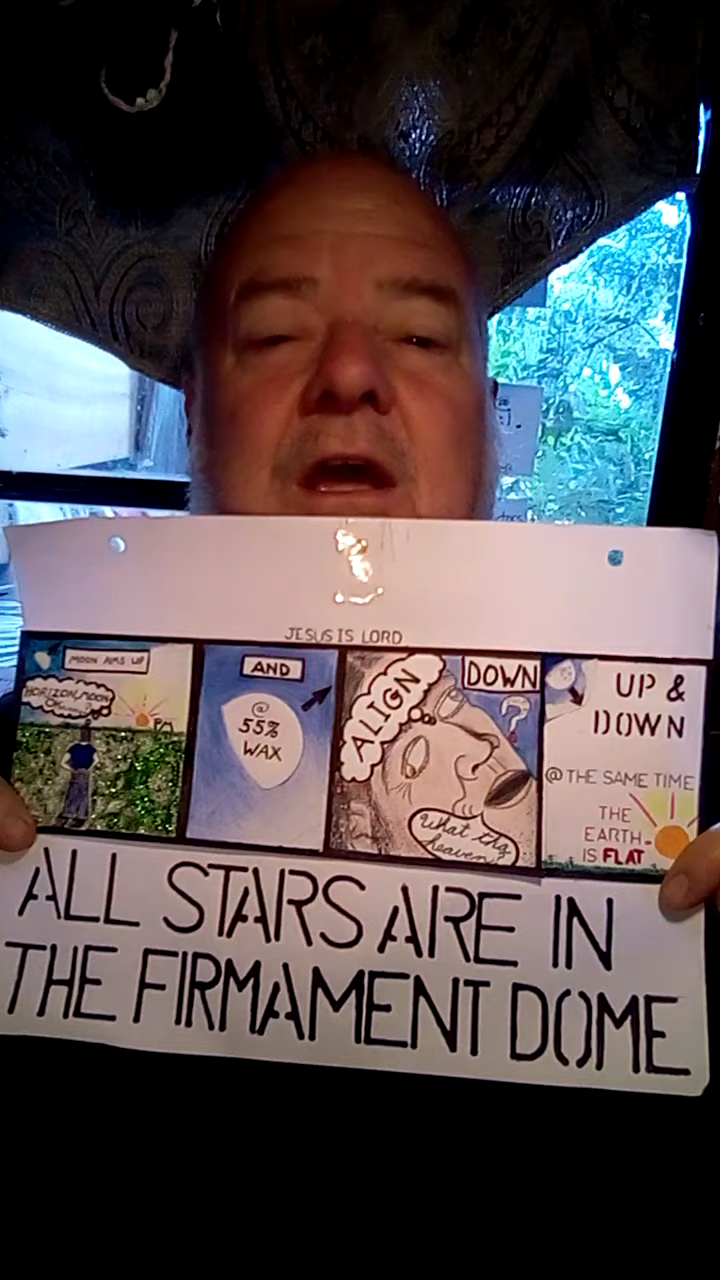 JESUS IS LORD
MOON AIMS UP
HORIZON, MOON
PM
AND
@
55%
WAX
ALIGN
DOWN
?
What the
heaven?
UP &
DOWN
@ THE SAME TIME
THE
EARTH-
IS FLAT
ALL STARS ARE IN
THE FIRMAMENT DOME